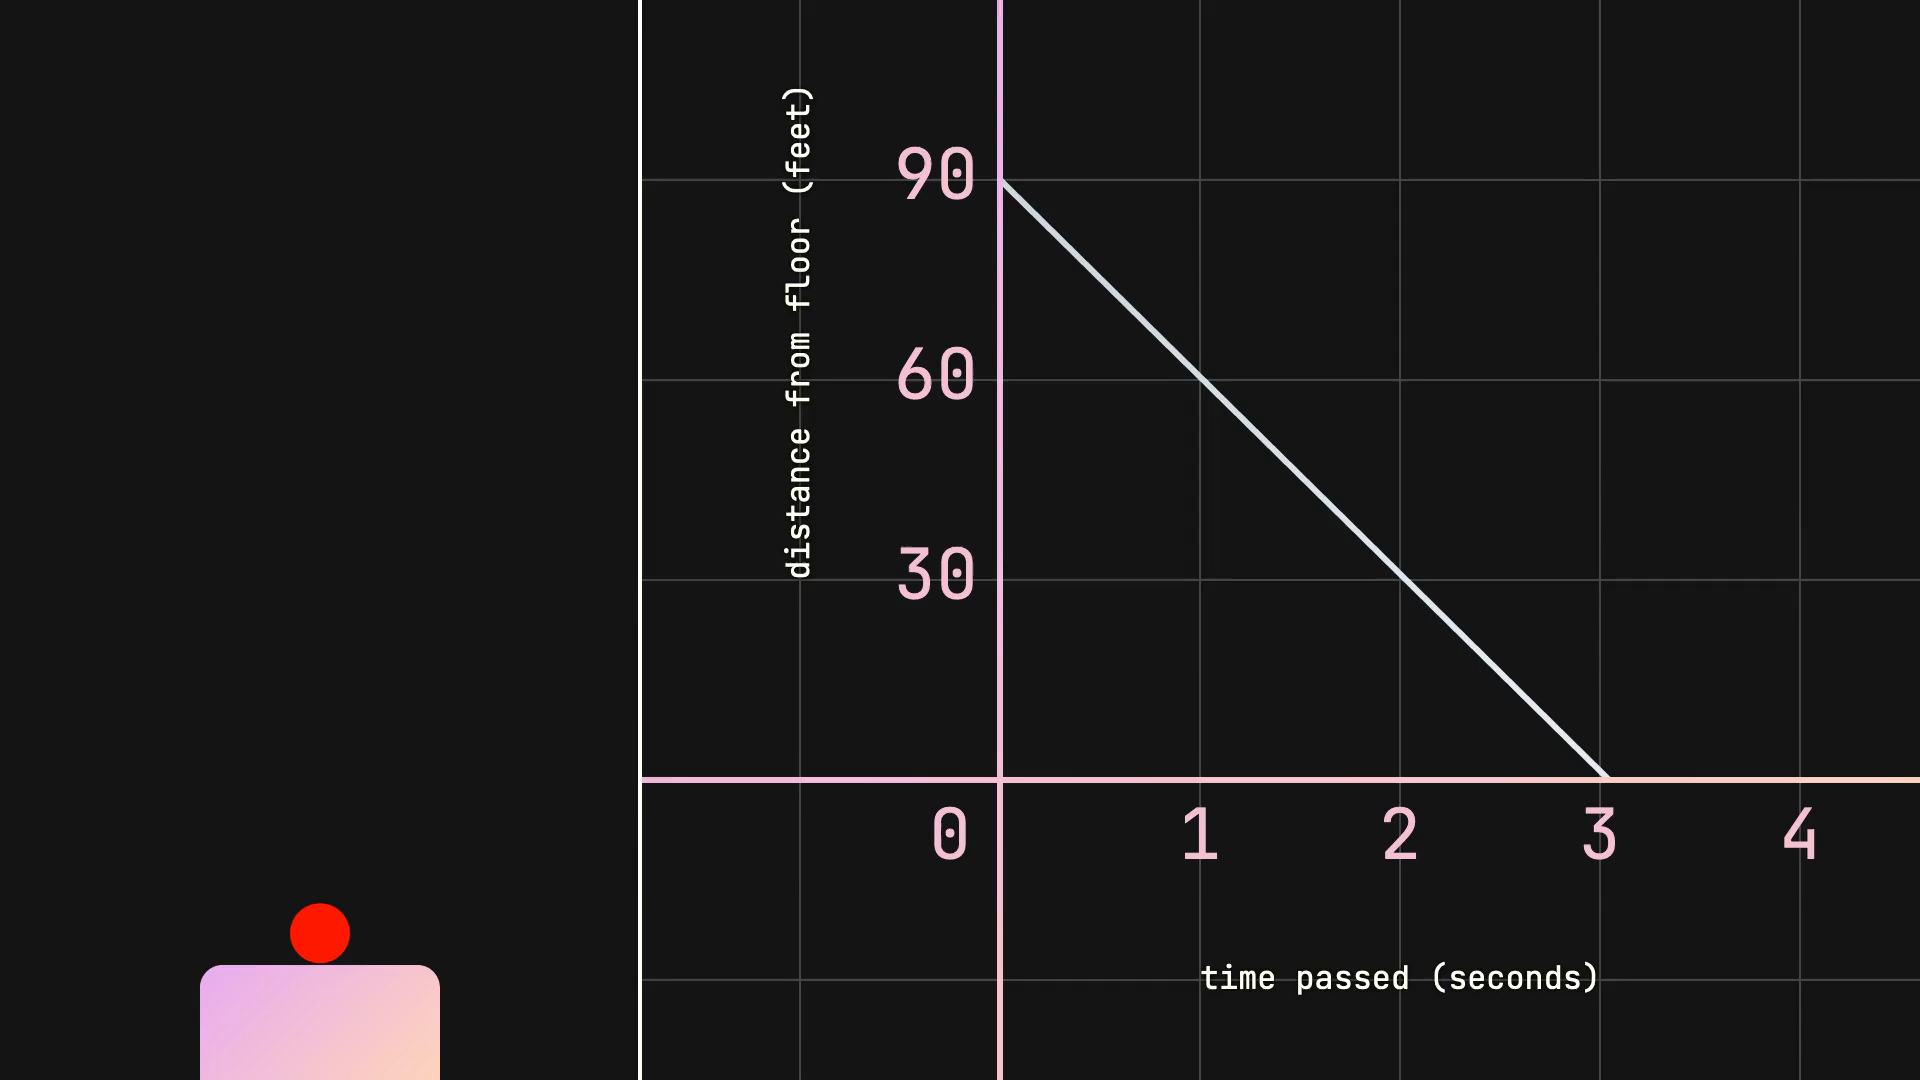 distance from floor (feet)
90
60
30
0 1 2 3 4
time passed (seconds)